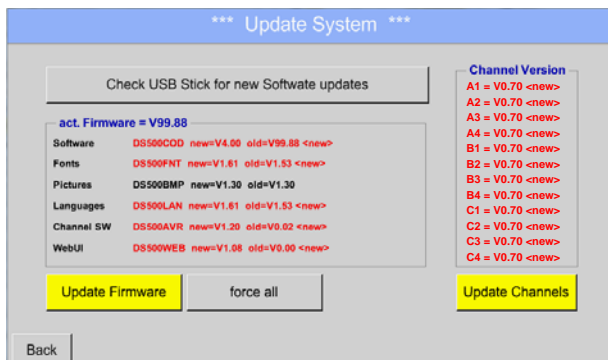 *** Update System ***
Check USB Stick for new Softwate updates
act. Firmware = V99.88
Software DS500COD new=V4.00 old=V99.88 <new>
Fonts DS500FNT new=V1.61 old=V1.53 <new>
Pictures DS500BMP new=V1.30 old=V1.30
Languages DS500LAN new=V1.61 old=V1.53 <new>
Channel SW DS500AVR new=V1.20 old=V0.02 <new>
WebUI DS500WEB new=V1.08 old=V0.00 <new>
Update Firmware
force all
Channel Version
A1 = V0.70 <new>
A2 = V0.70 <new>
A3 = V0.70 <new>
A4 = V0.70 <new>
B1 = V0.70 <new>
B2 = V0.70 <new>
B3 = V0.70 <new>
B4 = V0.70 <new>
C1 = V0.70 <new>
C2 = V0.70 <new>
C3 = V0.70 <new>
C4 = V0.70 <new>
Update Channels
Back